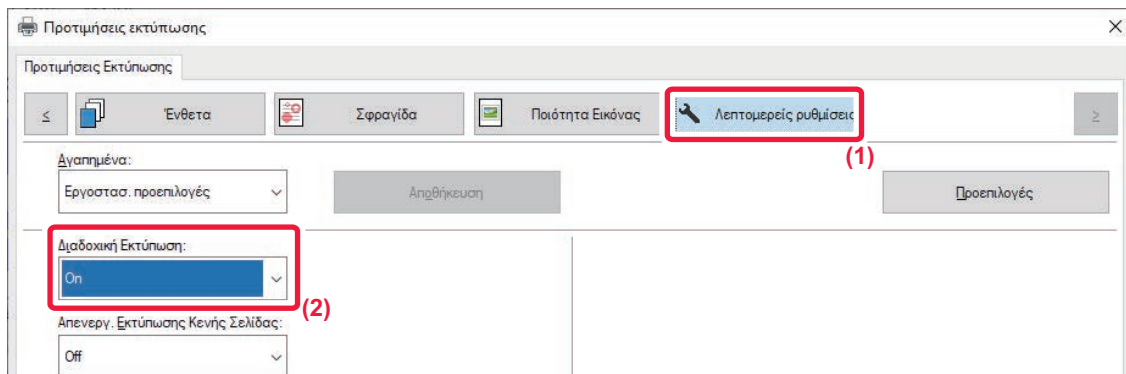 Προτιμήσεις εκτύπωσης
Προτιμήσεις Εκτύπωσης
≤ Ένθετα Σφραγίδα Ποιότητα Εικόνας Λεπτομερείς ρυθμίσεις ≥
(1)
Αγαπημένα:
Εργοστασ. προεπιλογές Αποθήκευση Προεπιλογές
Διαδοχική Εκτύπωση:
On
(2)
Απενεργ. Εκτύπωσης Κενής Σελίδας:
Off